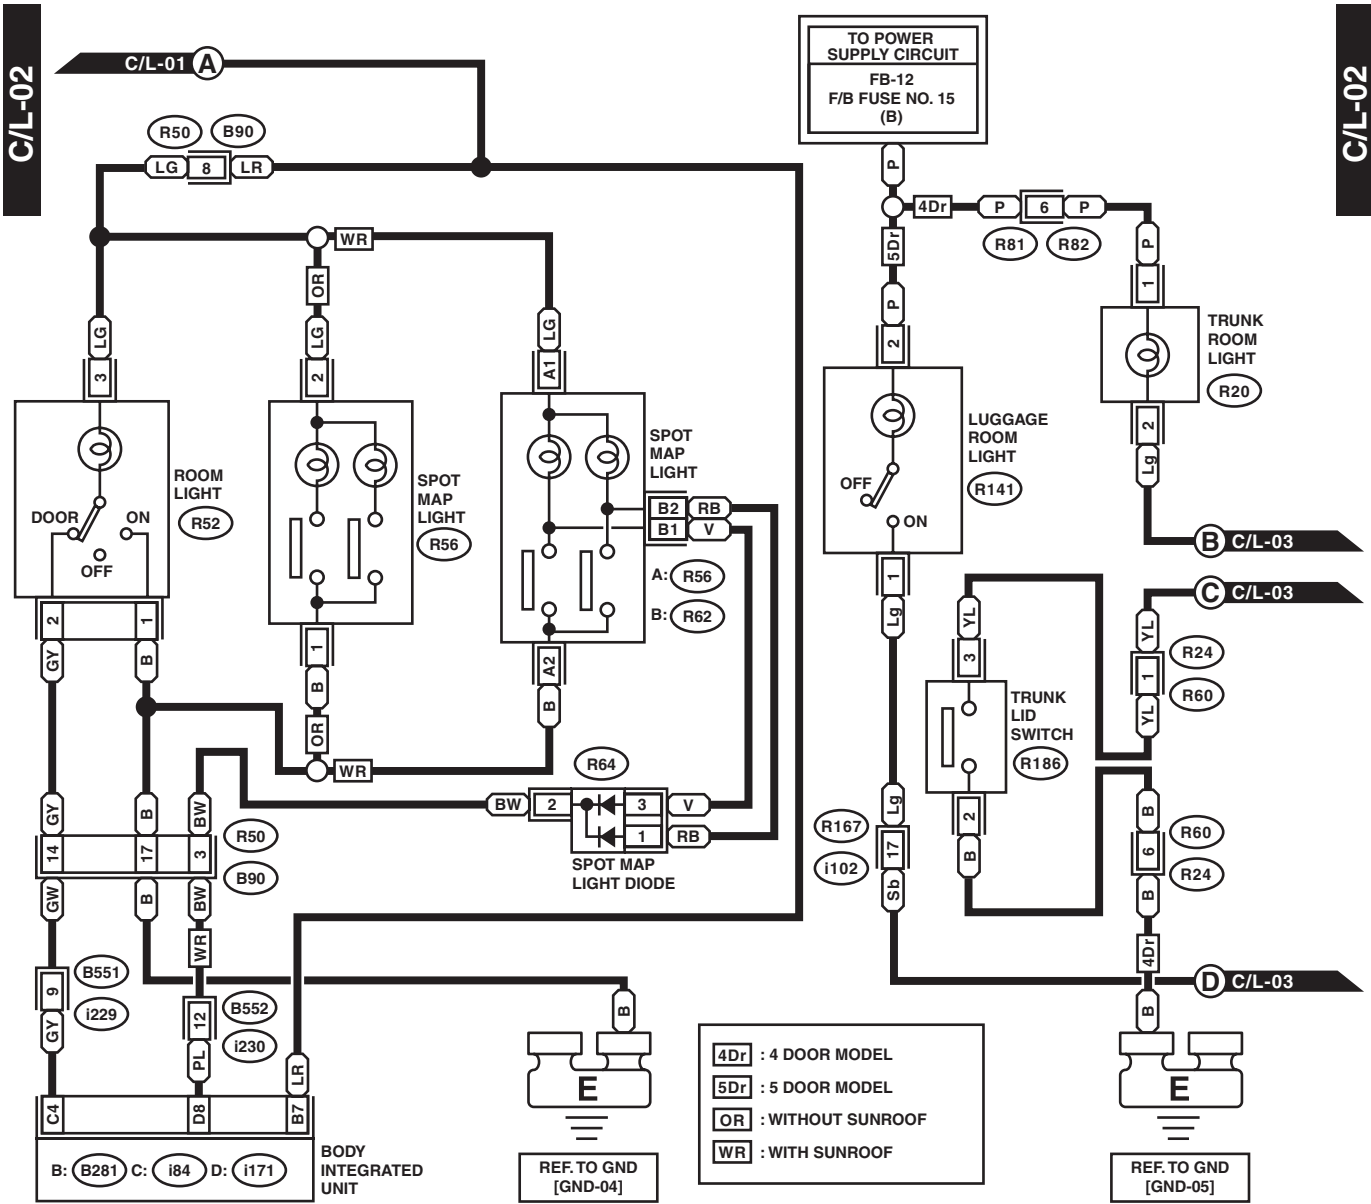 C/L-02
C/L-02
C/L-01 A
TO POWER
SUPPLY CIRCUIT
FB-12
F/B FUSE NO. 15
(B)
R50 B90
LG 8 LR
P
4Dr P 6 P
R81 R82
5Dr
P
P
WR
OR
LG
LG
LG
3
2
A1
2
1
ROOM
LIGHT
R52
DOOR ON
OFF
SPOT
MAP
LIGHT
R56
SPOT
MAP
LIGHT
B2 RB
B1 V
A: R56
B: R62
LUGGAGE
ROOM
LIGHT
R141
OFF
ON
TRUNK
ROOM
LIGHT
R20
2
Lg
B C/L-03
C C/L-03
2 1
GY B
1
B
OR
WR
A2
B
1
Lg
YL
3
TRUNK
LID
SWITCH
R186
2
B
YL
1
YL
R24
R60
R64
BW 2 3 V
1 RB
SPOT MAP
LIGHT DIODE
GY B BW
14 17 3
R50
B90
GW B BW
WR
Lg
17
Sb
R167
i102
B
6
B
R60
R24
4Dr
D C/L-03
9
GY
B551
i229
12
PL
B552
i230
LR
B
B
C4 D8 B7
B: B281 C: i84 D: i171
BODY
INTEGRATED
UNIT
E
REF. TO GND
[GND-04]
4Dr : 4 DOOR MODEL
5Dr : 5 DOOR MODEL
OR : WITHOUT SUNROOF
WR : WITH SUNROOF
E
REF. TO GND
[GND-05]